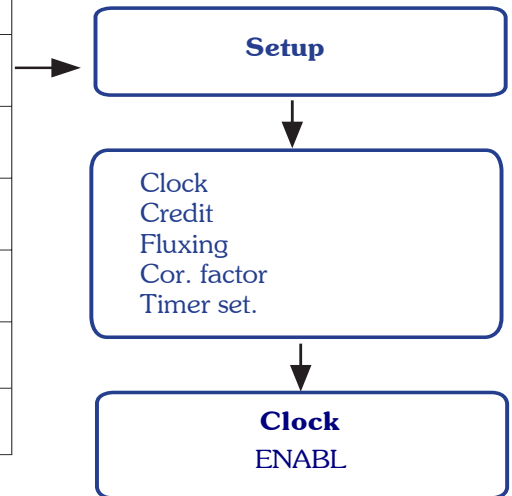 Setup
Clock
Credit
Fluxing
Cor. factor
Timer set.
Clock
ENABL